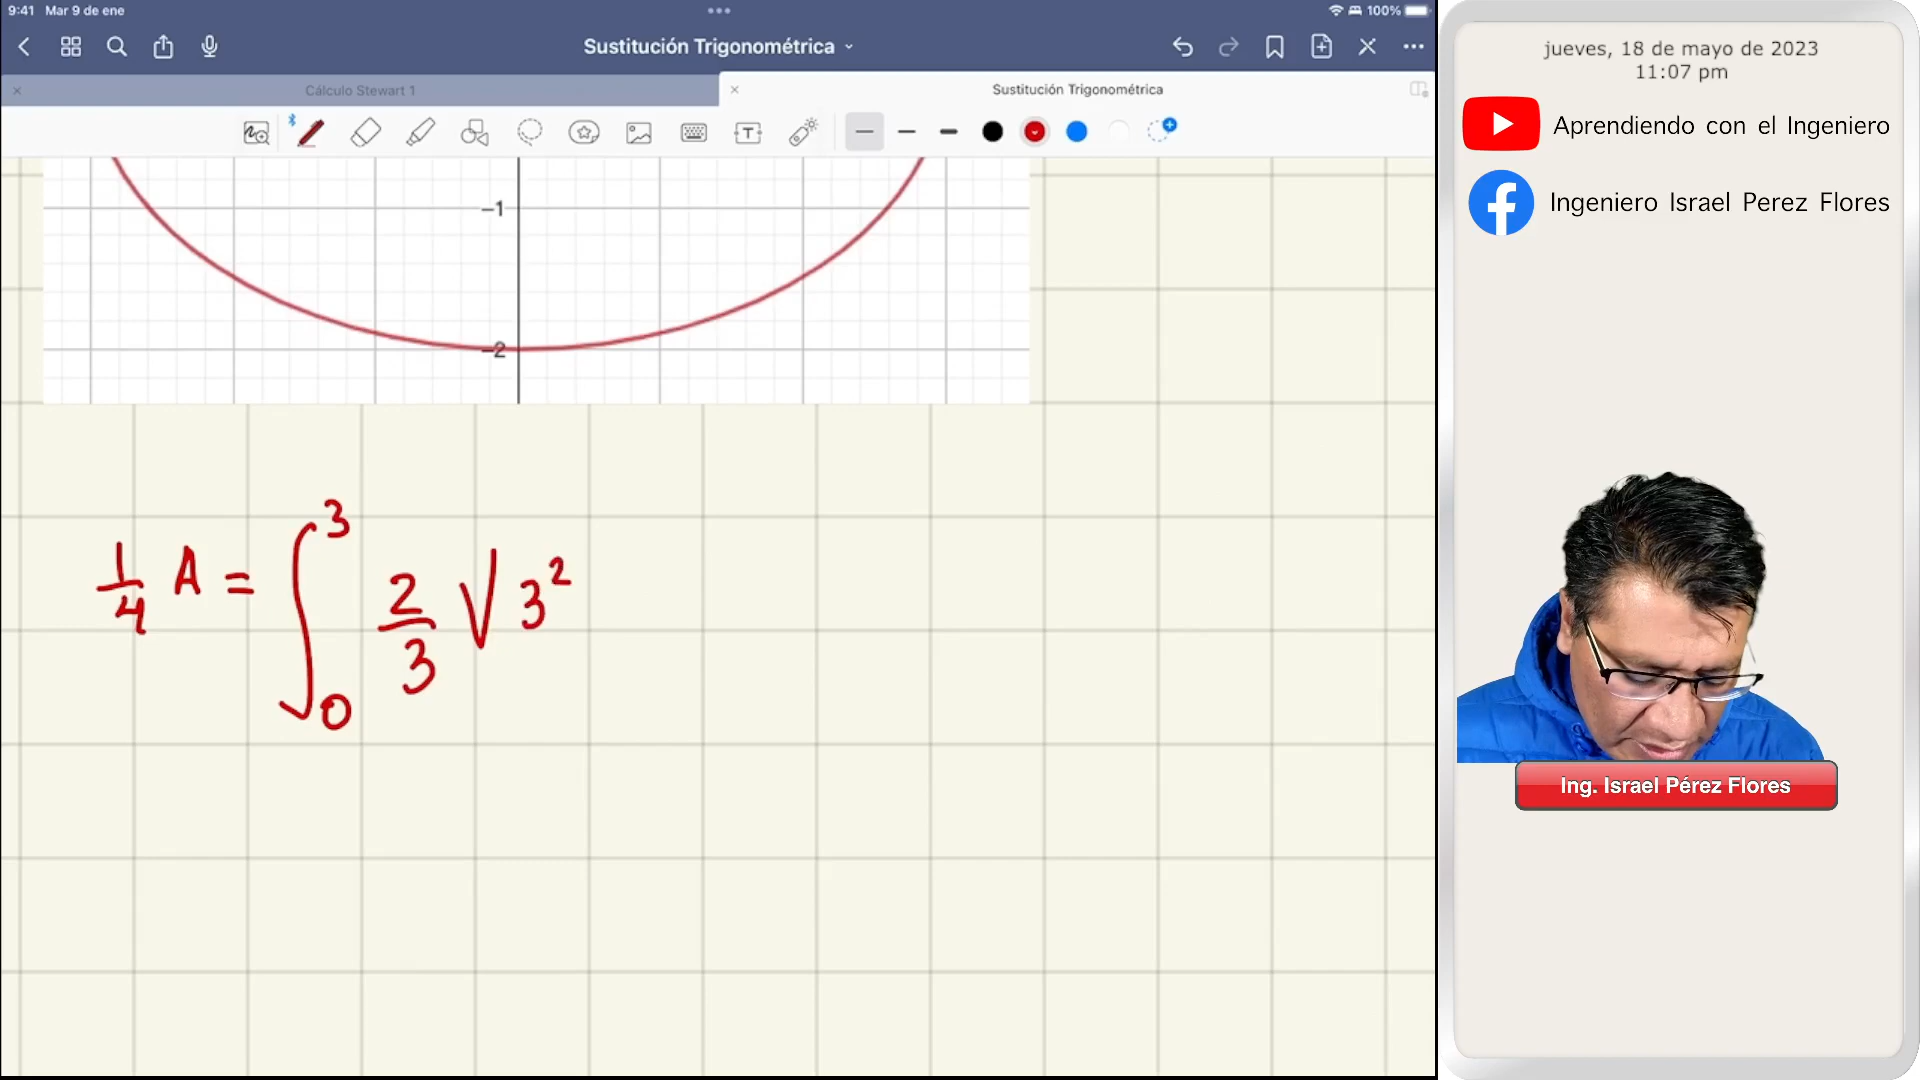 9:41 Mar 9 de ene
100%
Sustitución Trigonométrica
Cálculo Stewart 1
Sustitución Trigonométrica
T
−1
−2
1/4 A = ∫₀³ 2/3 √3²
jueves, 18 de mayo de 2023
11:07 pm
Aprendiendo con el Ingeniero
Ingeniero Israel Perez Flores
Ing. Israel Pérez Flores